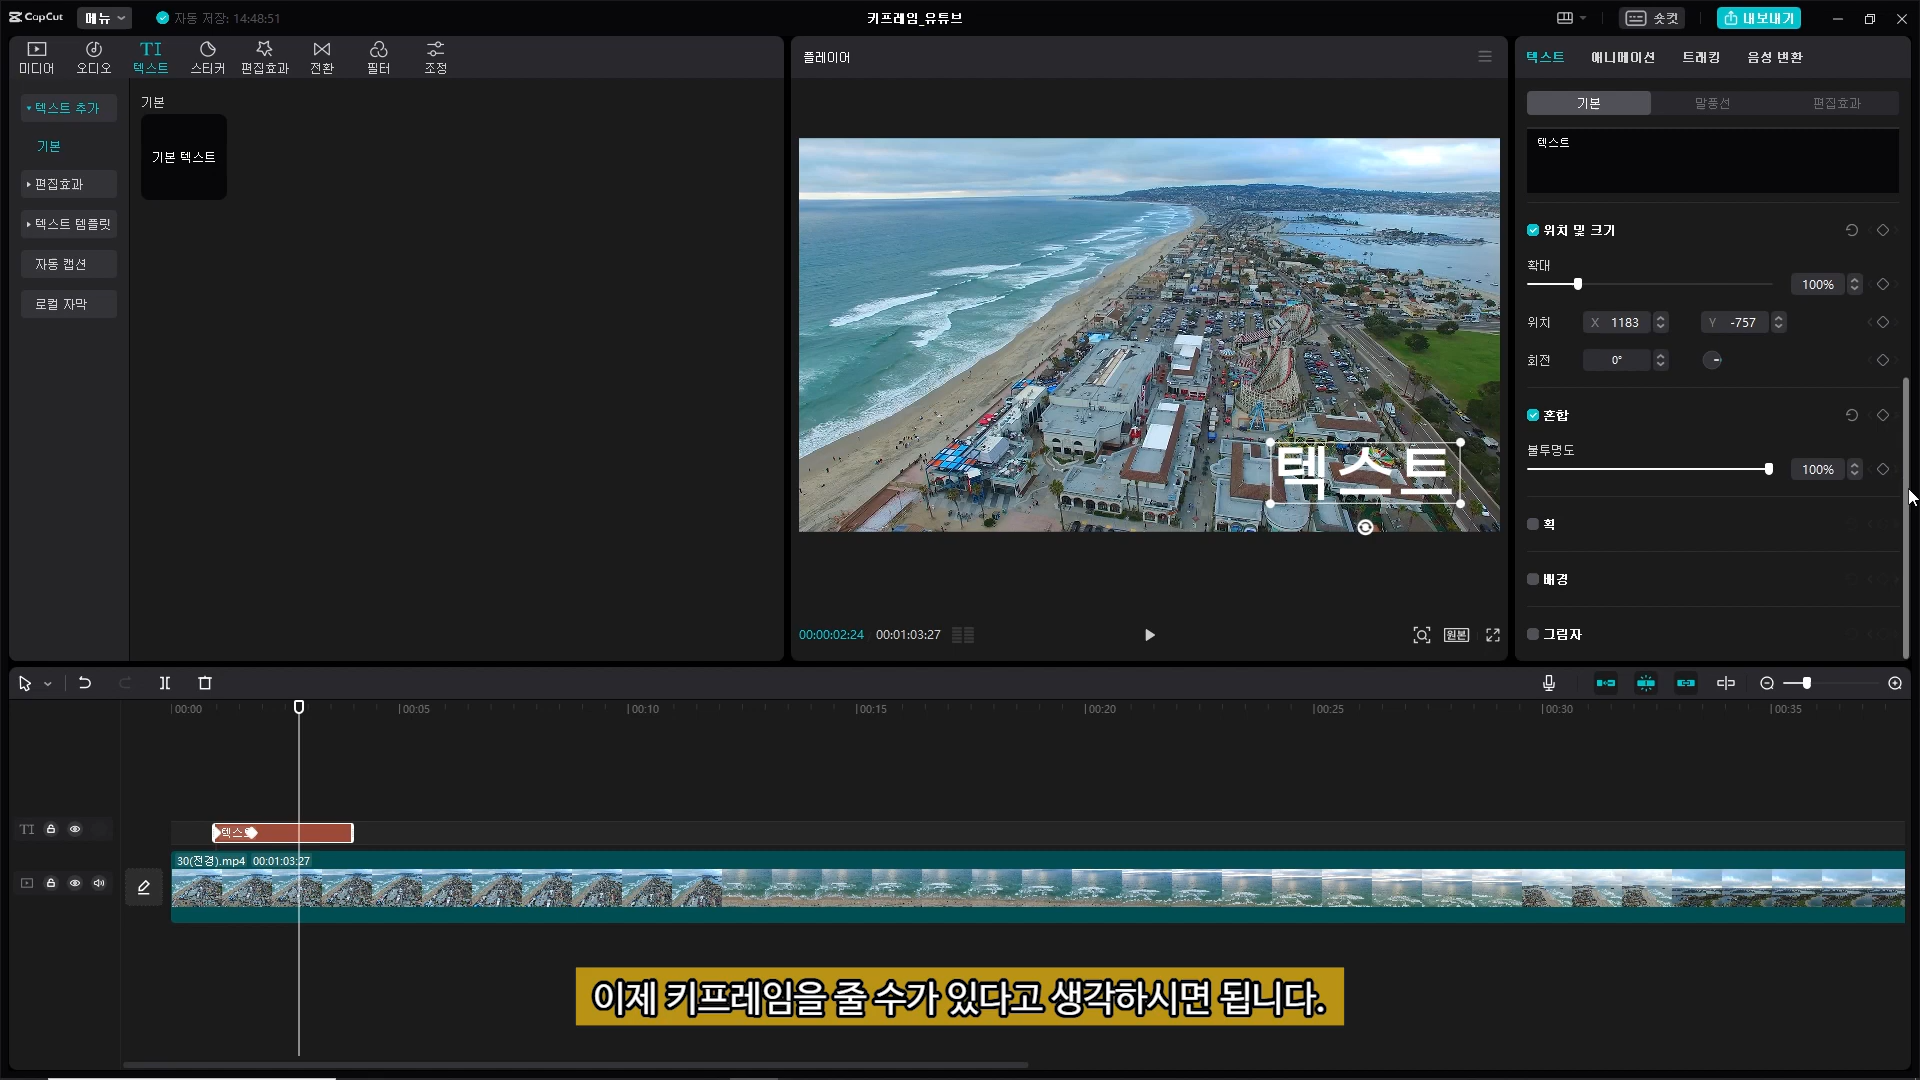 CapCut
메뉴
자동 저장: 14:48:51
키프레임_유튜브
숏컷
내보내기
미디어
오디오
TI
텍스트
스티커
편집효과
전환
필터
조정
텍스트 추가
기본
편집효과
텍스트 템플릿
자동 캡션
로컬 자막
기본
기본 텍스트
플레이어
텍스트
00:00:02:24
00:01:03:27
원본
텍스트
애니메이션
트래킹
음성 변환
기본
말풍선
편집효과
텍스트
위치 및 크기
확대
100%
위치
X 1183
Y -757
회전
0°
혼합
불투명도
100%
획
배경
그림자
00:00
00:05
00:10
00:15
00:20
00:25
00:30
00:35
TI
텍스트
30(전경).mp4 00:01:03:27
이제 키프레임을 줄 수가 있다고 생각하시면 됩니다.